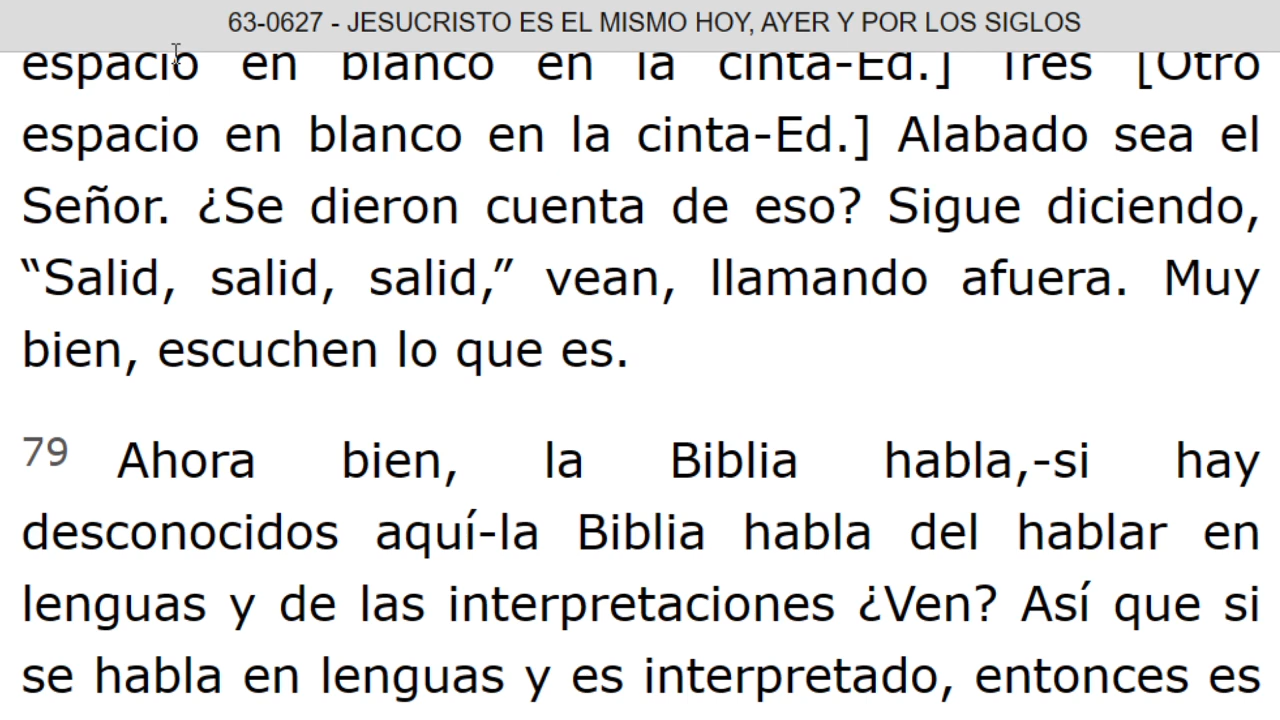 63-0627 - JESUCRISTO ES EL MISMO HOY, AYER Y POR LOS SIGLOS
espacio en blanco en la cinta-Ed.] Tres [Otro
espacio en blanco en la cinta-Ed.] Alabado sea el
Señor. ¿Se dieron cuenta de eso? Sigue diciendo,
“Salid, salid, salid,” vean, llamando afuera. Muy
bien, escuchen lo que es.
79 Ahora bien, la Biblia habla,-si hay
desconocidos aquí-la Biblia habla del hablar en
lenguas y de las interpretaciones ¿Ven? Así que si
se habla en lenguas y es interpretado, entonces es